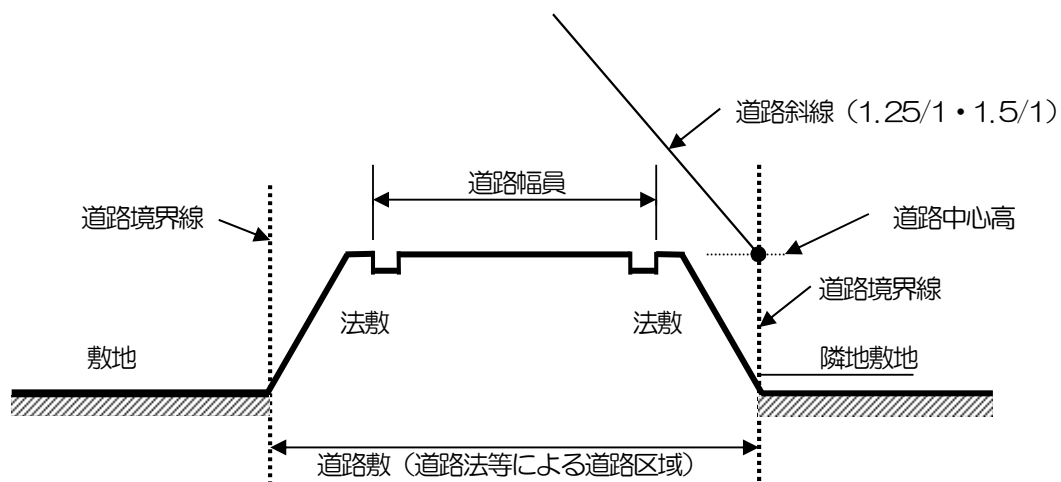 道路斜線（1.25/1・1.5/1）
道路幅員
道路境界線
道路中心高
道路境界線
法敷
法敷
敷地
隣地敷地
道路敷（道路法等による道路区域）